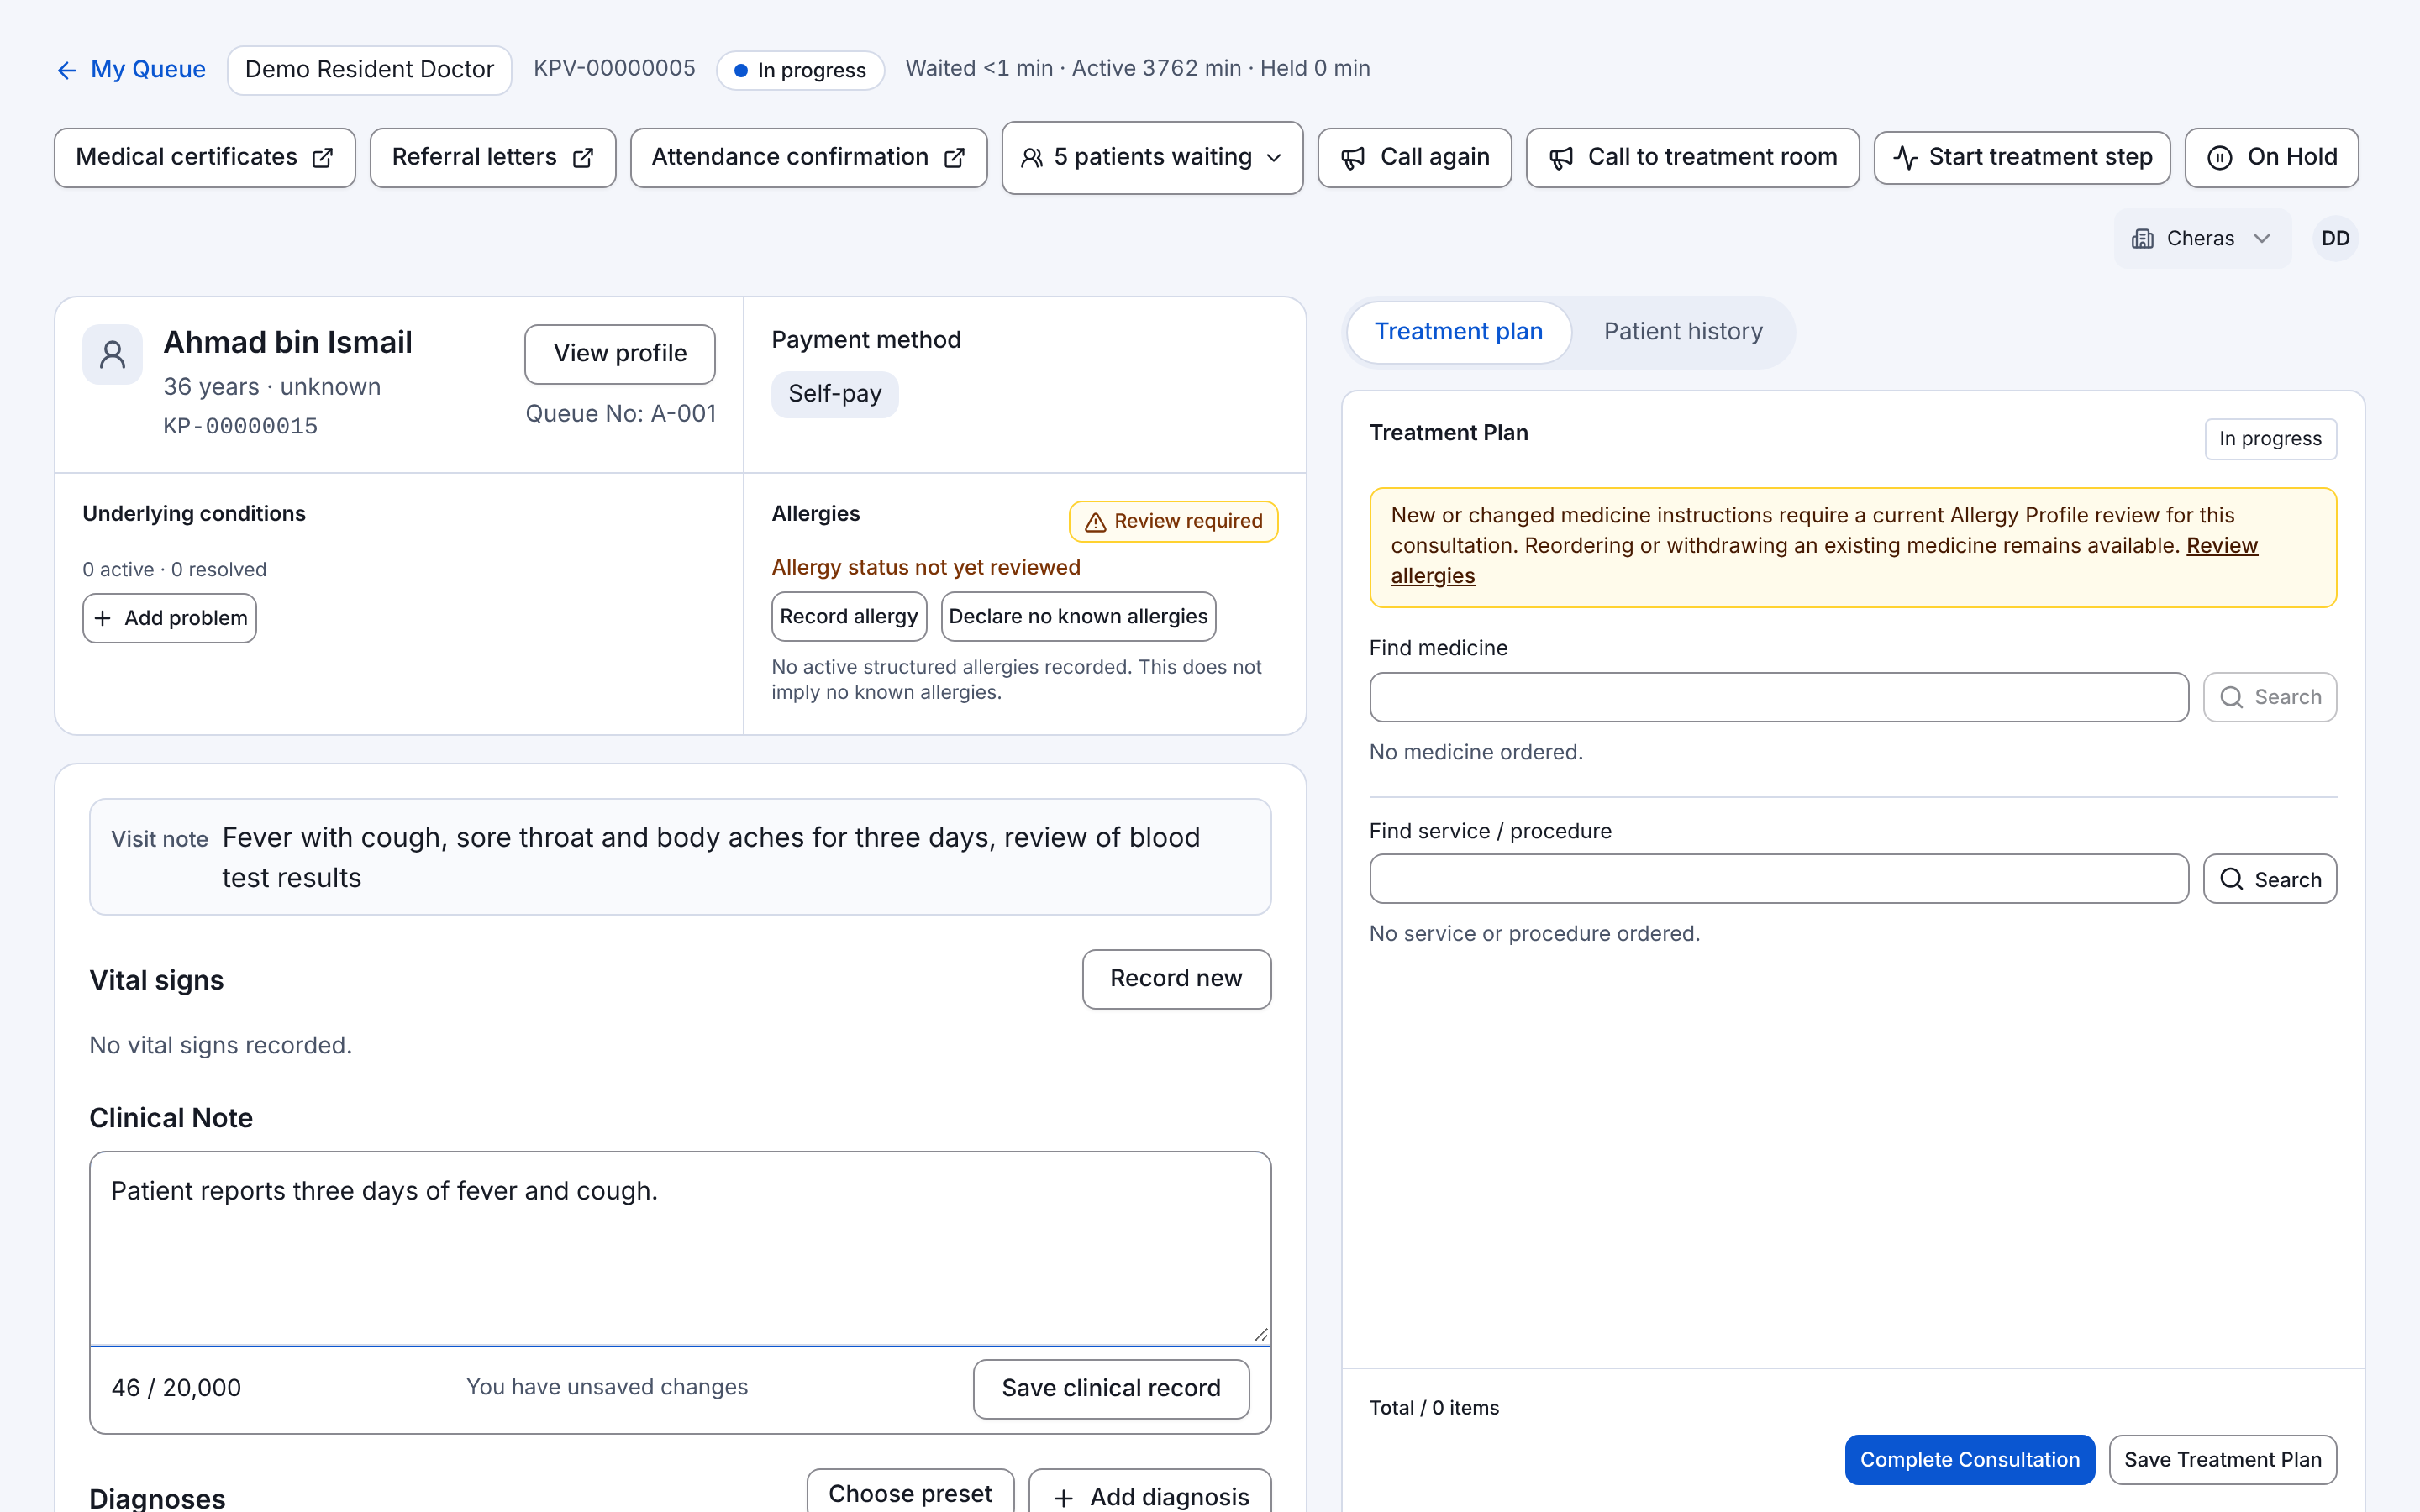 My Queue
Demo Resident Doctor
KPV-00000005
In progress
Waited <1 min · Active 3762 min · Held 0 min
Medical certificates
Referral letters
Attendance confirmation
5 patients waiting
Call again
Call to treatment room
Start treatment step
On Hold
Cheras
DD
Ahmad bin Ismail
36 years · unknown
KP-00000015
View profile
Queue No: A-001
Payment method
Self-pay
Underlying conditions
0 active · 0 resolved
Add problem
Allergies
Review required
Allergy status not yet reviewed
Record allergy
Declare no known allergies
No active structured allergies recorded. This does not
imply no known allergies.
Visit note
Fever with cough, sore throat and body aches for three days, review of blood
test results
Vital signs
Record new
No vital signs recorded.
Clinical Note
Patient reports three days of fever and cough.
46 / 20,000
You have unsaved changes
Save clinical record
Diagnoses
Choose preset
Add diagnosis
Treatment plan
Patient history
Treatment Plan
In progress
New or changed medicine instructions require a current Allergy Profile review for this
consultation. Reordering or withdrawing an existing medicine remains available. Review
allergies
Find medicine
Search
No medicine ordered.
Find service / procedure
Search
No service or procedure ordered.
Total / 0 items
Complete Consultation
Save Treatment Plan